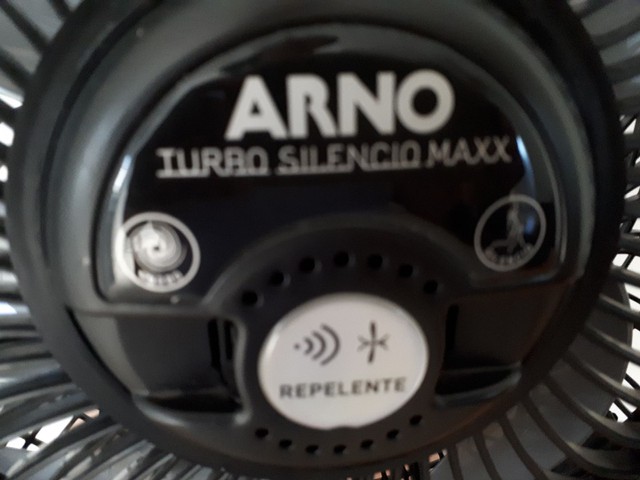 ARNO
TURBO SILENCIO MAXX
REPELENTE